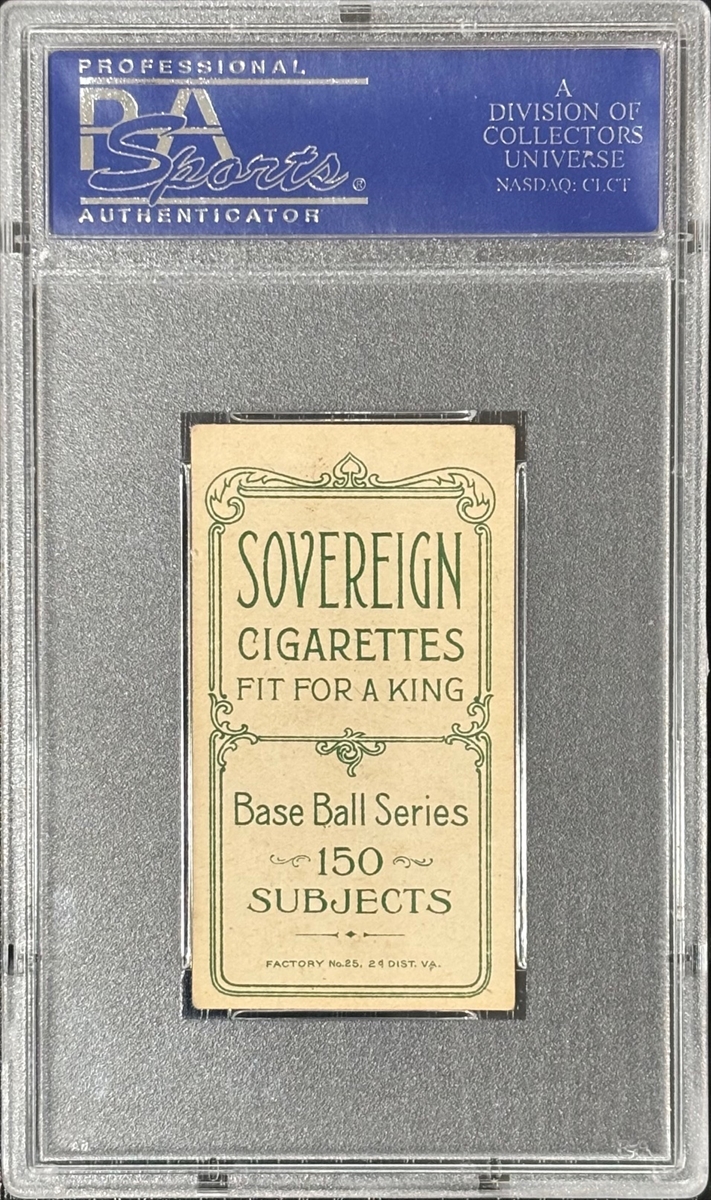 PROFESSIONAL
PSA
Sports®
AUTHENTICATOR
A
DIVISION OF
COLLECTORS
UNIVERSE
NASDAQ: CLCT
SOVEREIGN
CIGARETTES
FIT FOR A KING
Base Ball Series
150
SUBJECTS
FACTORY No.25, 2d DIST. VA.